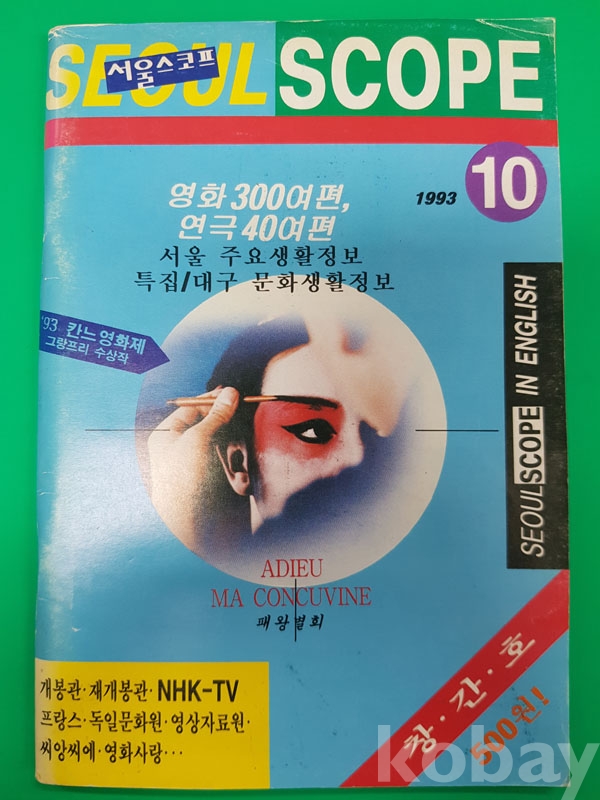 SEOUL SCOPE
서울스코프
1993 10
영화 300여편,
연극 40여편
서울 주요생활정보
특집/대구 문화생활정보
'93 칸느영화제
그랑프리 수상작
SEOUL SCOPE IN ENGLISH
ADIEU
MA CONCUVINE
패왕별희
개봉관·재개봉관·NHK-TV
프랑스·독일문화원·영상자료원·
씨앙씨에·영화사랑···
창·간·호
500원!
kobay